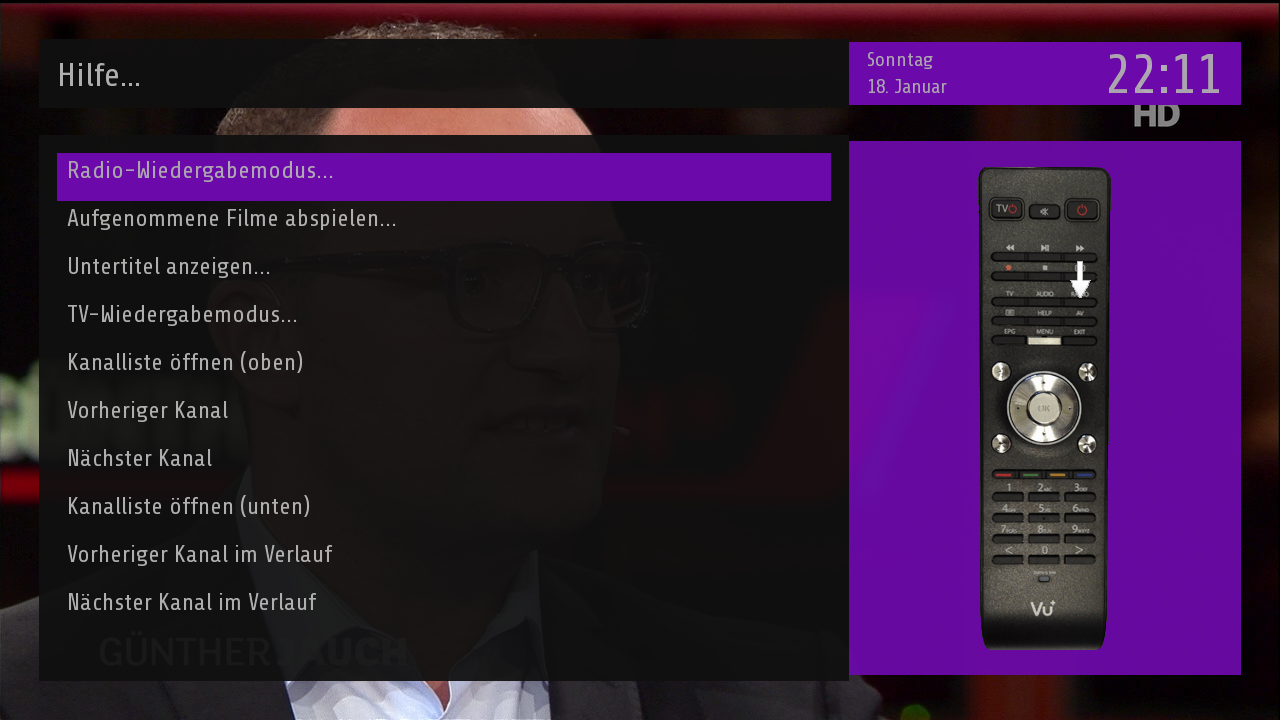 Hilfe...
Sonntag
18. Januar
22:11
HD
Radio-Wiedergabemodus...
Aufgenommene Filme abspielen...
Untertitel anzeigen...
TV-Wiedergabemodus...
Kanalliste öffnen (oben)
Vorheriger Kanal
Nächster Kanal
Kanalliste öffnen (unten)
Vorheriger Kanal im Verlauf
Nächster Kanal im Verlauf
GÜNTHER JAUCH
TV
TV AUDIO
HELP AV
EPG MENU EXIT
OK
1 2 3
4 5 6
7 8 9
< 0 >
Vu+